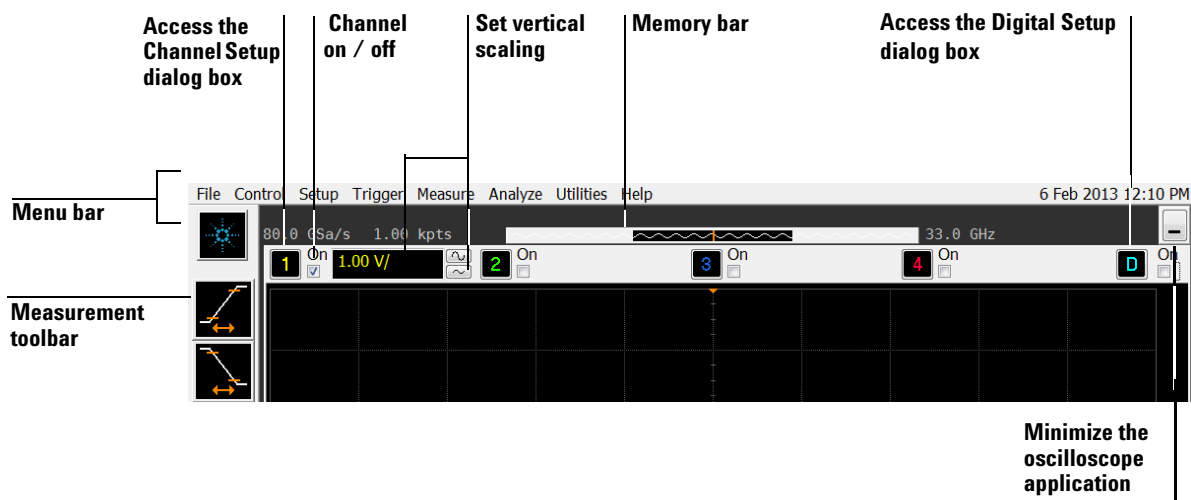 Access the
Channel Setup
dialog box
Channel
on / off
Set vertical
scaling
Memory bar
Access the Digital Setup
dialog box
Menu bar
File Control Setup Trigger Measure Analyze Utilities Help 6 Feb 2013 12:10 PM
80.0 GSa/s 1.00 kpts 33.0 GHz
1 On 1.00 V/ 2 On 3 On 4 On D On
Measurement
toolbar
Minimize the
oscilloscope
application